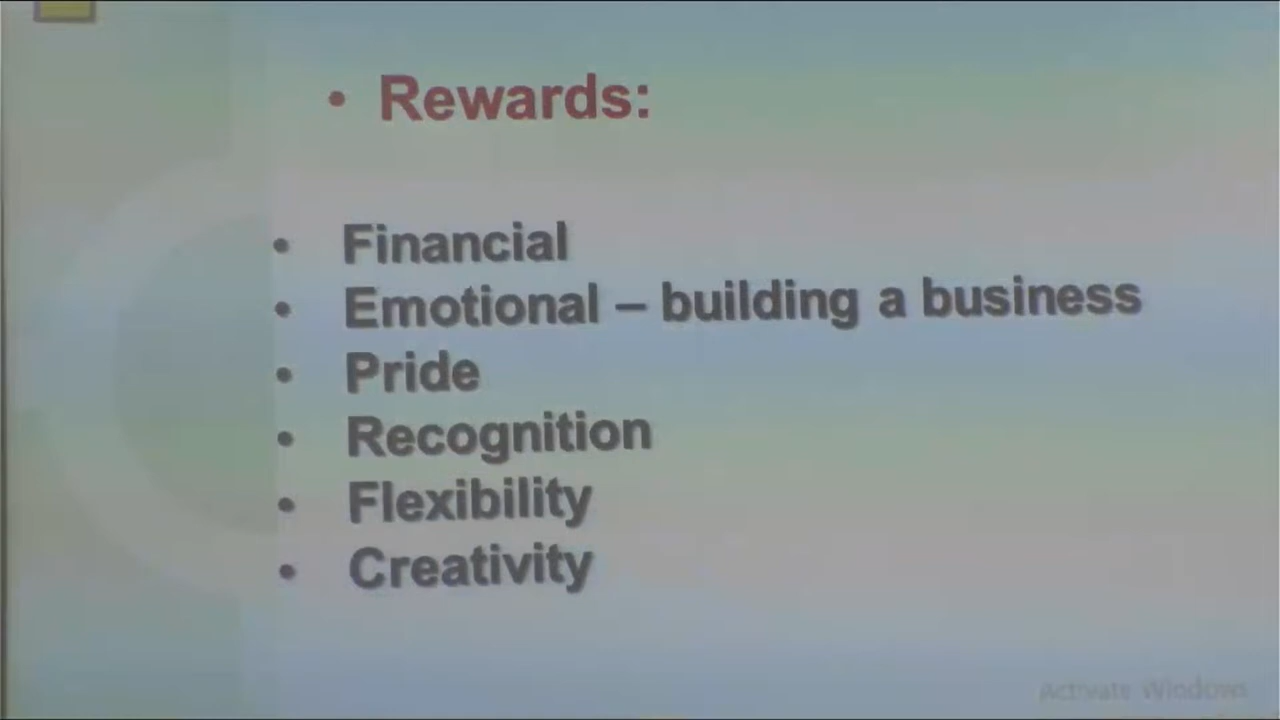 • Rewards:
• Financial
• Emotional – building a business
• Pride
• Recognition
• Flexibility
• Creativity
Activate Windows